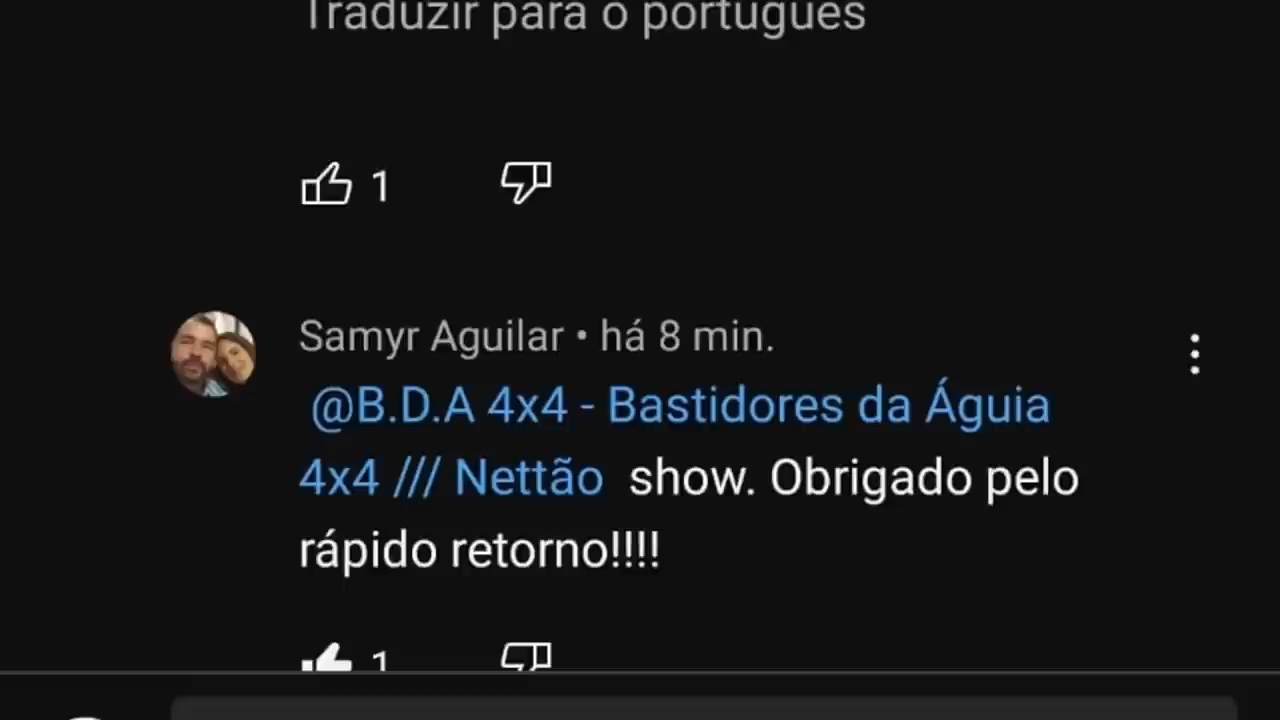 Traduzir para o português
1
Samyr Aguilar • há 8 min.
@B.D.A 4x4 - Bastidores da Águia
4x4 /// Nettão show. Obrigado pelo
rápido retorno!!!!
1